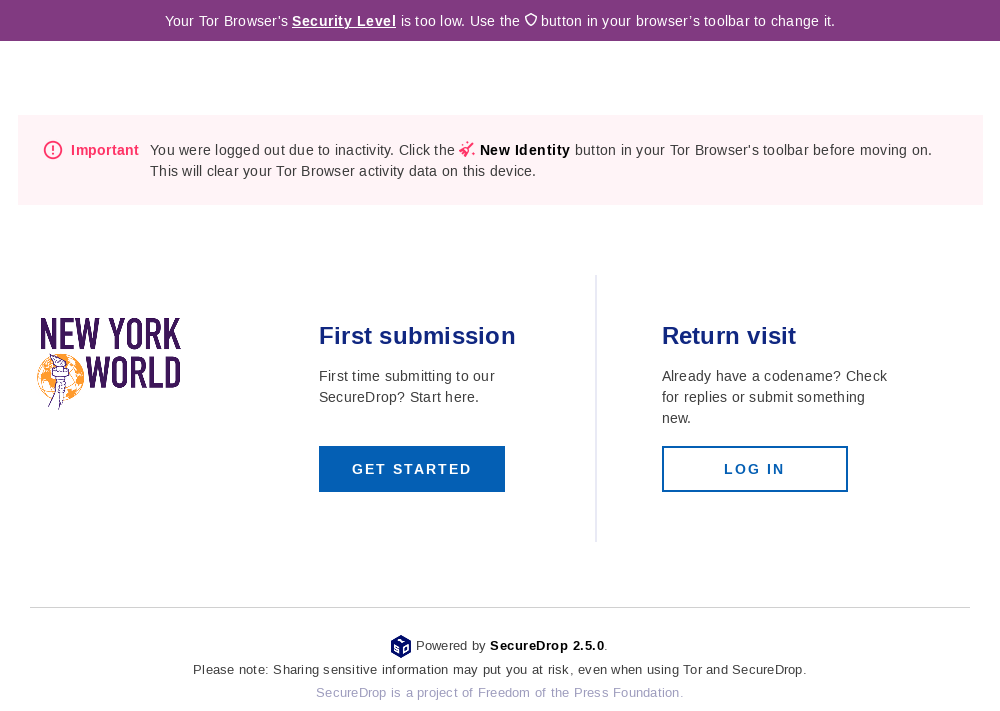 Your Tor Browser's Security Level is too low. Use the button in your browser's toolbar to change it.
Important You were logged out due to inactivity. Click the New Identity button in your Tor Browser's toolbar before moving on.
This will clear your Tor Browser activity data on this device.
NEW YORK
WORLD
First submission
First time submitting to our
SecureDrop? Start here.
GET STARTED
Return visit
Already have a codename? Check
for replies or submit something
new.
LOG IN
Powered by SecureDrop 2.5.0.
Please note: Sharing sensitive information may put you at risk, even when using Tor and SecureDrop.
SecureDrop is a project of Freedom of the Press Foundation.